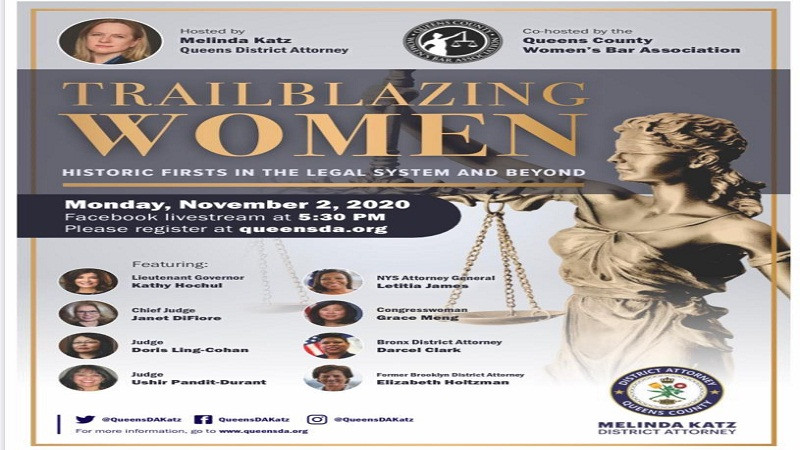 Hosted by
Melinda Katz
Queens District Attorney
QUEENS COUNTY
WOMEN'S BAR ASSOCIATION
Co-hosted by the
Queens County
Women's Bar Association
TRAILBLAZING
WOMEN
HISTORIC FIRSTS IN THE LEGAL SYSTEM AND BEYOND
Monday, November 2, 2020
Facebook livestream at 5:30 PM
Please register at queensda.org
Featuring:
Lieutenant Governor
Kathy Hochul
NYS Attorney General
Letitia James
Chief Judge
Janet DiFiore
Congresswoman
Grace Meng
Judge
Doris Ling-Cohan
Bronx District Attorney
Darcel Clark
Judge
Ushir Pandit-Durant
Former Brooklyn District Attorney
Elizabeth Holtzman
@QueensDAKatz
QueensDAKatz
@QueensDAKatz
For more information, go to www.queensda.org
DISTRICT ATTORNEY
QUEENS COUNTY
MELINDA KATZ
DISTRICT ATTORNEY